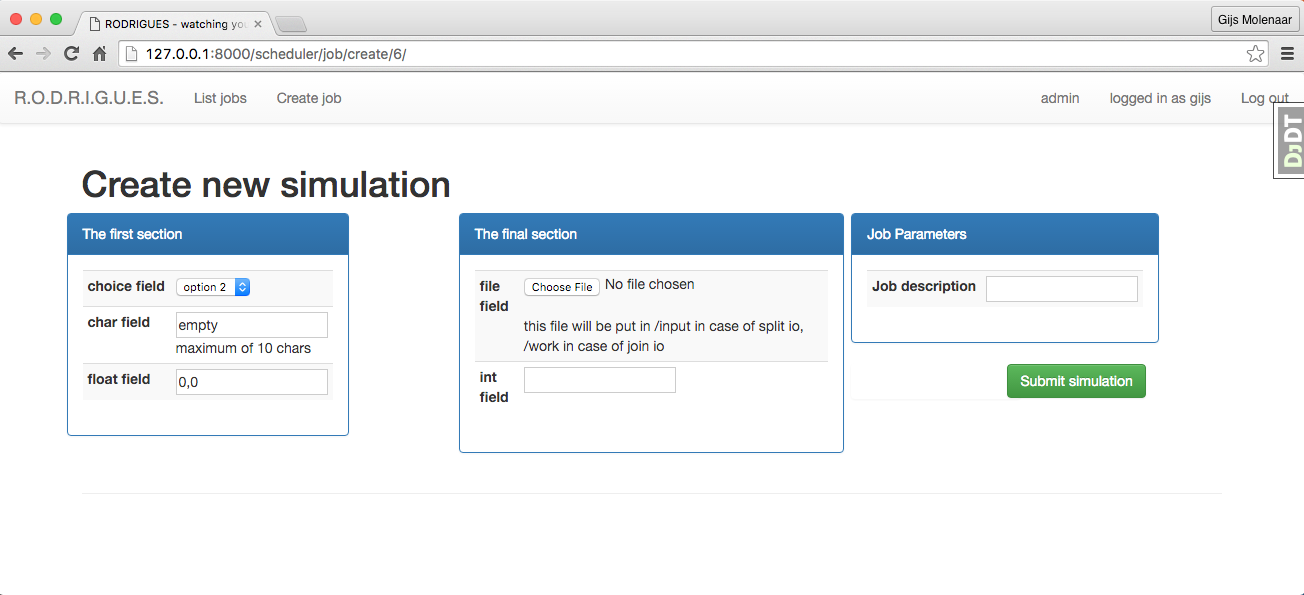 RODRIGUES - watching you
Gijs Molenaar
127.0.0.1:8000/scheduler/job/create/6/
R.O.D.R.I.G.U.E.S. List jobs Create job admin logged in as gijs Log out
DJDT
Create new simulation
The first section
choice field option 2
char field empty
maximum of 10 chars
float field 0,0
The final section
file
field
Choose File No file chosen
this file will be put in /input in case of split io,
/work in case of join io
int
field
Job Parameters
Job description
Submit simulation